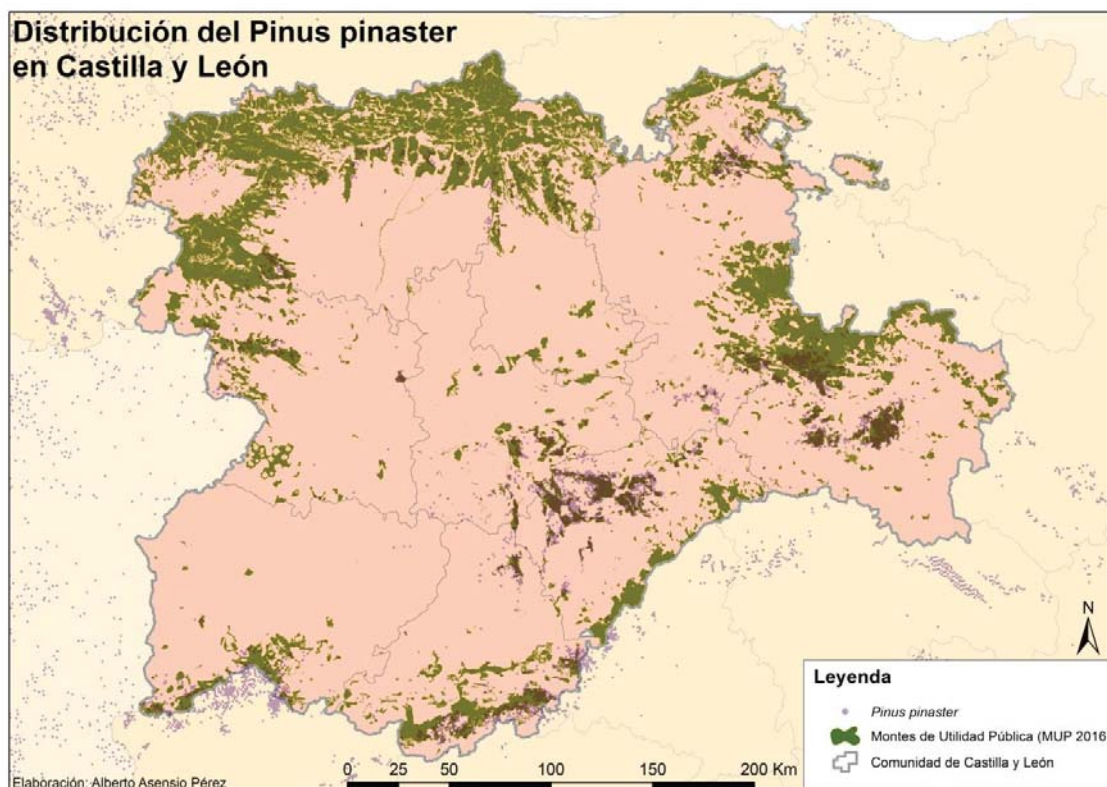 Distribución del Pinus pinaster
en Castilla y León
N
Leyenda
Pinus pinaster
Montes de Utilidad Pública (MUP 2016
Comunidad de Castilla y León
Elaboración: Alberto Asensio Pérez
0 25 50 100 150 200 Km